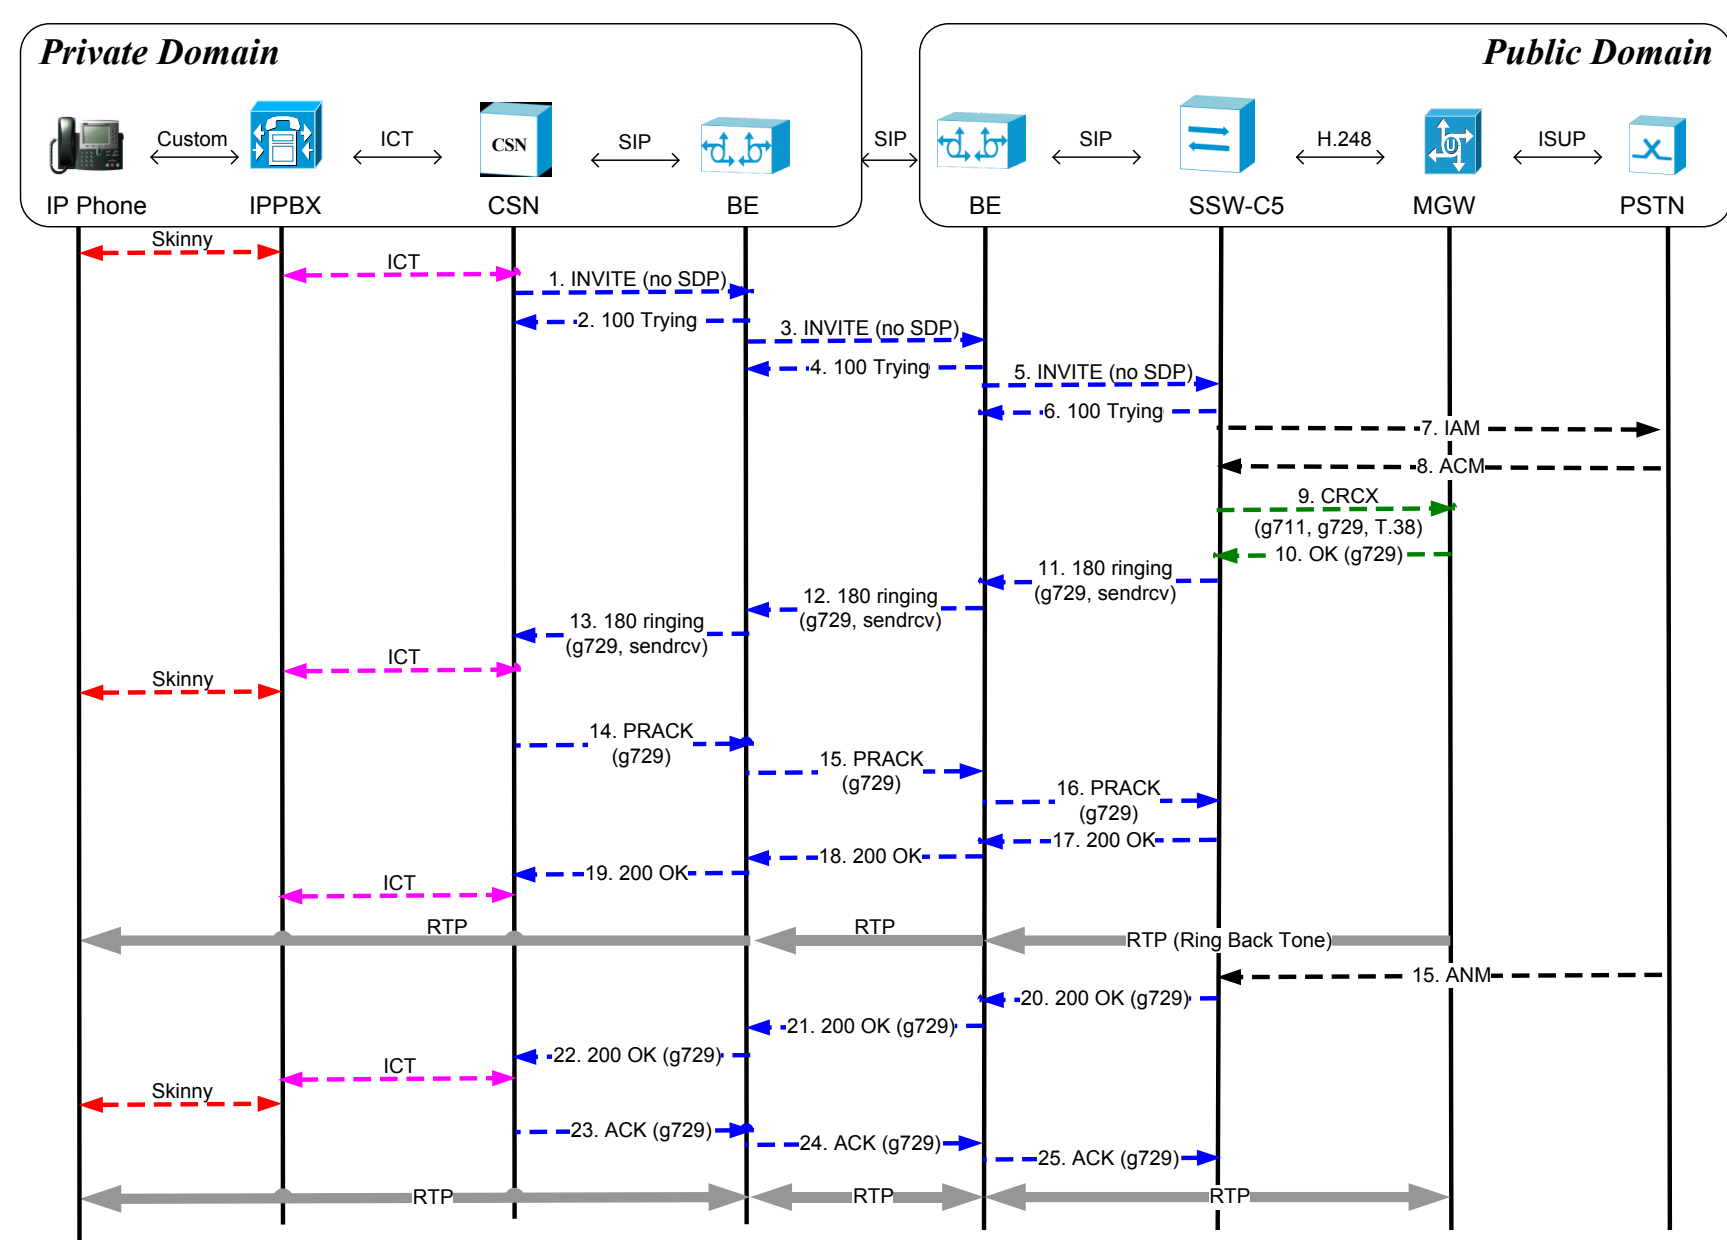 Private Domain
Public Domain
Custom
ICT
SIP
SIP
SIP
H.248
ISUP
CSN
U
IP Phone
IPPBX
CSN
BE
BE
SSW-C5
MGW
PSTN
Skinny
ICT
1. INVITE (no SDP)
2. 100 Trying
3. INVITE (no SDP)
4. 100 Trying
5. INVITE (no SDP)
6. 100 Trying
7. IAM
8. ACM
9. CRCX
(g711, g729, T.38)
10. OK (g729)
11. 180 ringing
(g729, sendrcv)
12. 180 ringing
(g729, sendrcv)
13. 180 ringing
(g729, sendrcv)
ICT
Skinny
14. PRACK
(g729)
15. PRACK
(g729)
16. PRACK
(g729)
17. 200 OK
18. 200 OK
19. 200 OK
ICT
RTP
RTP
RTP (Ring Back Tone)
15. ANM
20. 200 OK (g729)
21. 200 OK (g729)
22. 200 OK (g729)
ICT
Skinny
23. ACK (g729)
24. ACK (g729)
25. ACK (g729)
RTP
RTP
RTP